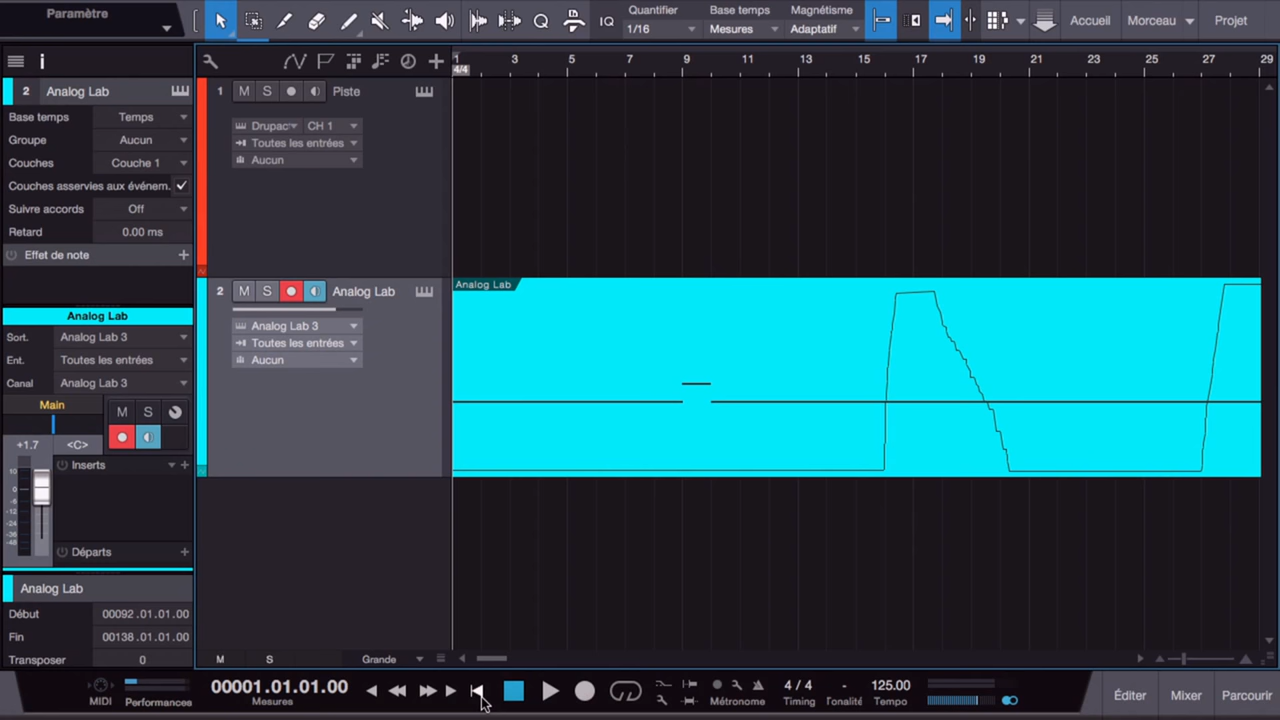 Paramètre
IQ
Quantifier
1/16
Base temps
Mesures
Magnétisme
Adaptatif
Accueil
Morceau
Projet
i
1 3 5 7 9 11 13 15 17 19 21 23 25 27 29
4/4
2 Analog Lab
Base temps Temps
Groupe Aucun
Couches Couche 1
Couches asservies aux événem.
Suivre accords Off
Retard 0.00 ms
Effet de note
1 M S Piste
Drupac CH 1
Toutes les entrées
Aucun
2 M S Analog Lab
Analog Lab 3
Toutes les entrées
Aucun
Analog Lab
Analog Lab
Sort. Analog Lab 3
Ent. Toutes les entrées
Canal Analog Lab 3
Main
M S
+1.7 <C>
Inserts
Départs
Analog Lab
Début 00092.01.01.00
Fin 00138.01.01.00
Transposer 0
M S Grande
MIDI
Performances
00001.01.01.00
Mesures
Métronome
4 / 4
Timing
-
Tonalité
125.00
Tempo
Éditer
Mixer
Parcourir